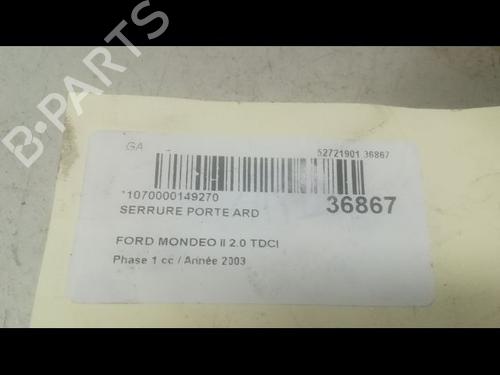 B-PARTS
GA
52721901 36867
*1070000149270
SERRURE PORTE ARD
36867
FORD MONDEO II 2.0 TDCI
Phase 1 cc / Année 2003